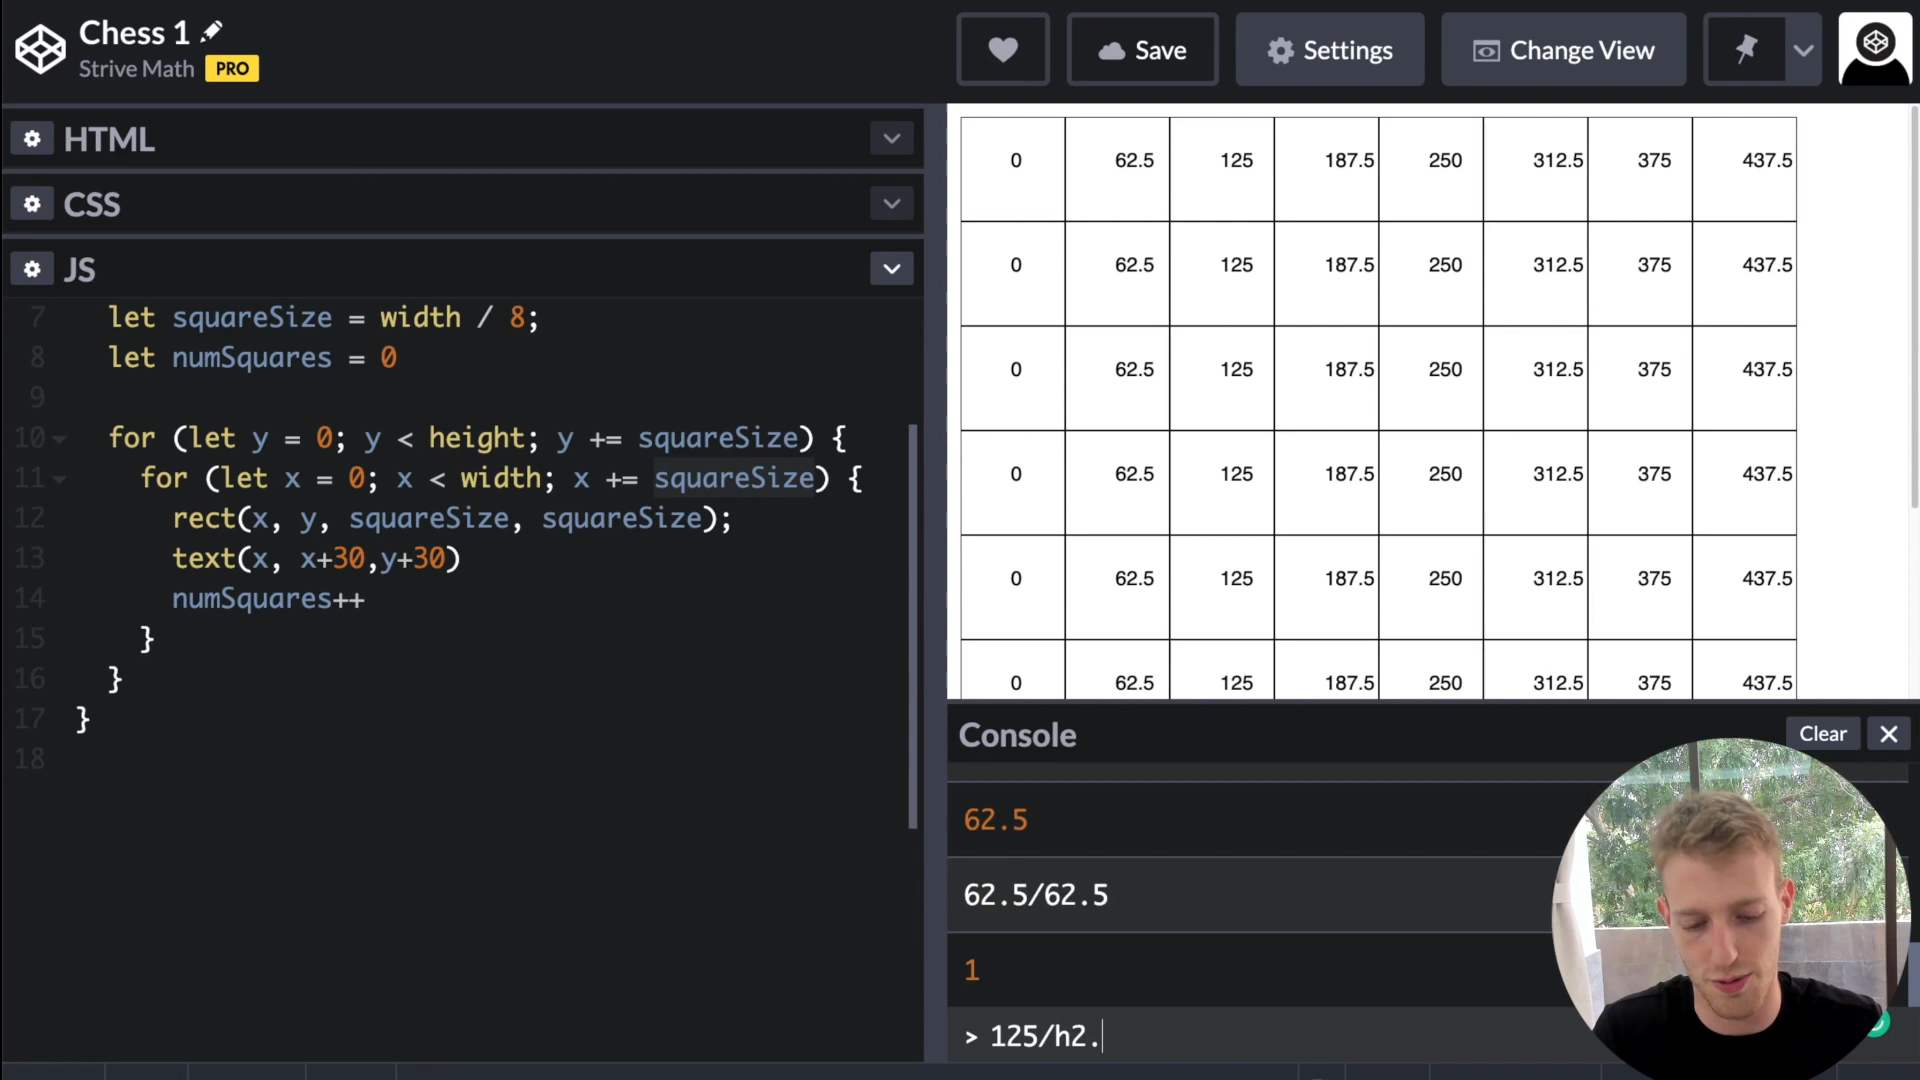 Chess 1
Strive Math PRO
Save
Settings
Change View
HTML
CSS
JS
7 let squareSize = width / 8;
8 let numSquares = 0
9
10 for (let y = 0; y < height; y += squareSize) {
11 for (let x = 0; x < width; x += squareSize) {
12 rect(x, y, squareSize, squareSize);
13 text(x, x+30,y+30)
14 numSquares++
15 }
16 }
17 }
18
0 62.5 125 187.5 250 312.5 375 437.5
0 62.5 125 187.5 250 312.5 375 437.5
0 62.5 125 187.5 250 312.5 375 437.5
0 62.5 125 187.5 250 312.5 375 437.5
0 62.5 125 187.5 250 312.5 375 437.5
0 62.5 125 187.5 250 312.5 375 437.5
Console
Clear
62.5
62.5/62.5
1
> 125/h2.